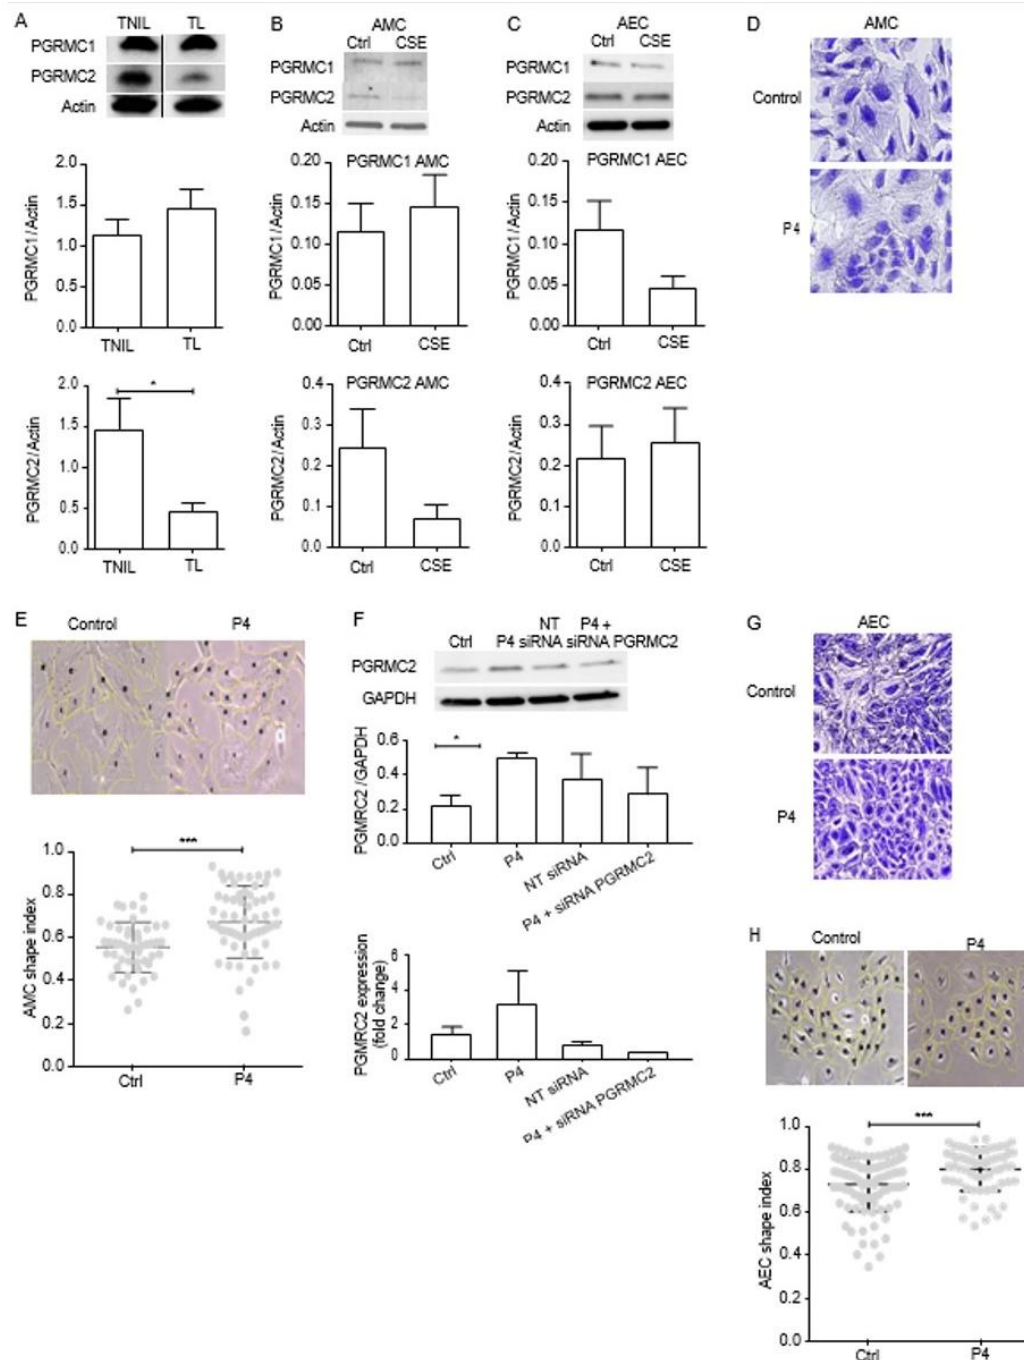 A
TNIL TL
PGRMC1
PGRMC2
Actin
2.0
1.5
1.0
0.5
0.0
PGRMC1/Actin
TNIL TL
2.0
1.5
1.0
0.5
0.0
PGRMC2/Actin
*
TNIL TL
B
AMC
Ctrl CSE
PGRMC1
PGRMC2
Actin
PGRMC1 AMC
0.20
0.15
0.10
0.05
0.00
PGRMC1/Actin
Ctrl CSE
PGRMC2 AMC
0.4
0.3
0.2
0.1
0.0
PGRMC2/Actin
Ctrl CSE
C
AEC
Ctrl CSE
PGRMC1
PGRMC2
Actin
PGRMC1 AEC
0.20
0.15
0.10
0.05
0.00
PGRMC1/Actin
Ctrl CSE
PGRMC2 AEC
0.4
0.3
0.2
0.1
0.0
PGRMC2/Actin
Ctrl CSE
D
AMC
Control
P4
E
Control P4
***
1.0
0.8
0.6
0.4
0.2
0.0
AMC shape index
Ctrl P4
F
NT P4 +
Ctrl P4 siRNA siRNA PGRMC2
PGRMC2
GAPDH
*
0.6
0.4
0.2
0.0
PGMRC2/GAPDH
Ctrl
P4
NT siRNA
P4 + siRNA PGRMC2
6
4
2
0
PGMRC2 expression
(fold change)
Ctrl
P4
NT siRNA
P4 + siRNA PGRMC2
G
AEC
Control
P4
H
Control P4
***
1.0
0.8
0.6
0.4
0.2
0.0
AEC shape index
Ctrl P4